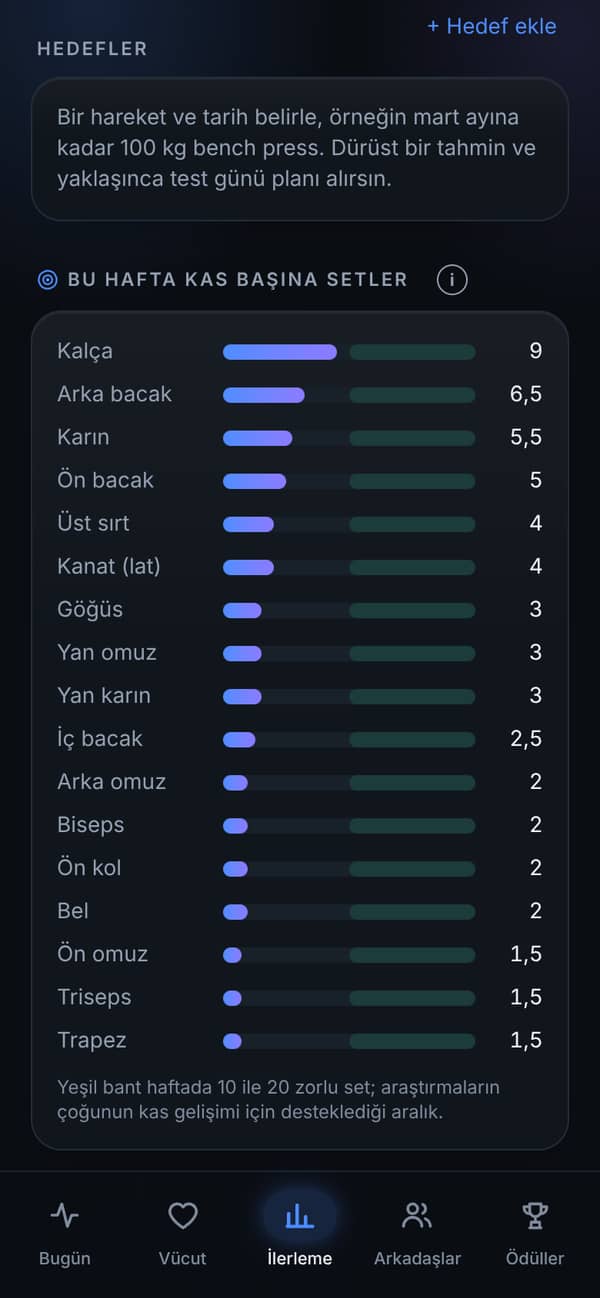 + Hedef ekle
HEDEFLER
Bir hareket ve tarih belirle, örneğin mart ayına
kadar 100 kg bench press. Dürüst bir tahmin ve
yaklaşınca test günü planı alırsın.
BU HAFTA KAS BAŞINA SETLER i
Kalça 9
Arka bacak 6,5
Karın 5,5
Ön bacak 5
Üst sırt 4
Kanat (lat) 4
Göğüs 3
Yan omuz 3
Yan karın 3
İç bacak 2,5
Arka omuz 2
Biseps 2
Ön kol 2
Bel 2
Ön omuz 1,5
Triseps 1,5
Trapez 1,5
Yeşil bant haftada 10 ile 20 zorlu set; araştırmaların
çoğunun kas gelişimi için desteklediği aralık.
Bugün Vücut İlerleme Arkadaşlar Ödüller